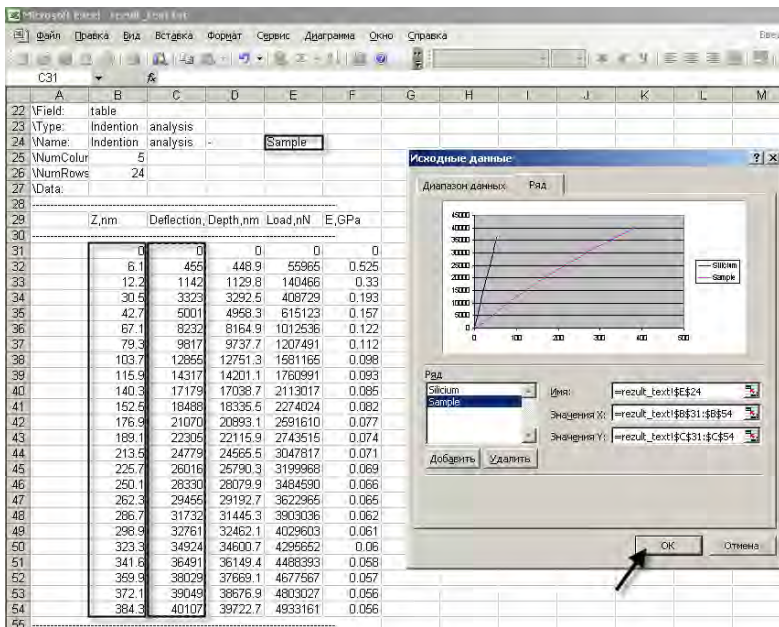 Microsoft Excel - rezult_text.txt
Файл Правка Вид Вставка Формат Сервис Диаграмма Окно Справка
C31 fx
A B C D E F G H I J K L M
22 \Field: table
23 \Type: Indention analysis
24 \Name: Indention analysis - Sample
25 \NumColur 5
26 \NumRows 24
27 \Data:
28
29 Z,nm Deflection, Depth,nm Load,nN E,GPa
30
31 0 0 0 0 0
32 6.1 455 448.9 55965 0.525
33 12.2 1142 1129.8 140466 0.33
34 30.5 3323 3292.5 408729 0.193
35 42.7 5001 4958.3 615123 0.157
36 67.1 8232 8164.9 1012536 0.122
37 79.3 9817 9737.7 1207491 0.112
38 103.7 12855 12751.3 1581165 0.098
39 115.9 14317 14201.1 1760991 0.093
40 140.3 17179 17038.7 2113017 0.085
41 152.5 18488 18335.5 2274024 0.082
42 176.9 21070 20893.1 2591610 0.077
43 189.1 22305 22115.9 2743515 0.074
44 213.5 24779 24565.5 3047817 0.071
45 225.7 26016 25790.3 3199968 0.069
46 250.1 28330 28079.9 3484590 0.066
47 262.3 29455 29192.7 3622965 0.065
48 286.7 31732 31445.3 3903036 0.062
49 298.9 32761 32462.1 4029603 0.061
50 323.3 34924 34600.7 4295652 0.06
51 341.6 36491 36149.4 4488393 0.058
52 359.9 38029 37669.1 4677567 0.057
53 372.1 39049 38676.9 4803027 0.056
54 384.3 40107 39722.7 4933161 0.056
55
Исходные данные
Диапазон данных Ряд
45000
40000
35000
30000
25000
20000
15000
10000
5000
0
0 100 200 300 400 500
Silicium
Sample
Ряд
Silicium
Sample
Добавить Удалить
Имя: =rezult_text!$E$24
Значения X: =rezult_text!$B$31:$B$54
Значения Y: =rezult_text!$C$31:$C$54
ОК Отмена